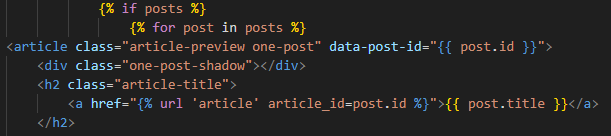 {% if posts %}
{% for post in posts %}
<article class="article-preview one-post" data-post-id="{{ post.id }}">
<div class="one-post-shadow"></div>
<h2 class="article-title">
<a href="{% url 'article' article_id=post.id %}">{{ post.title }}</a>
</h2>